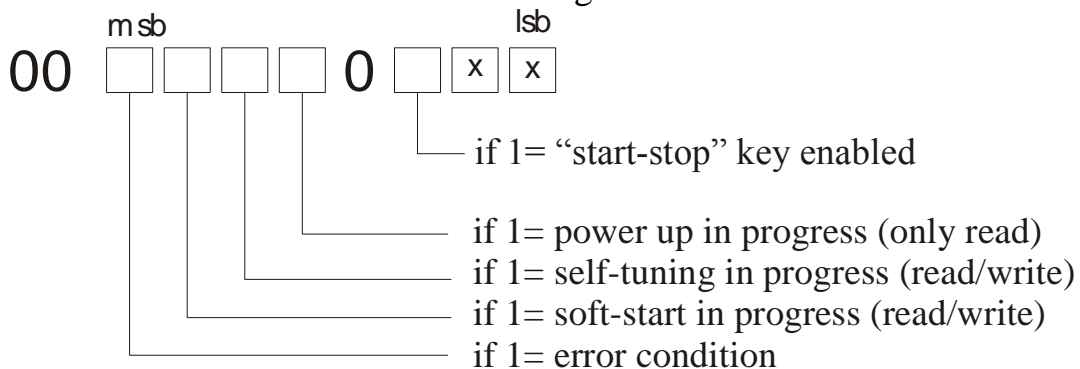 msb lsb
00 0 x x
if 1= “start-stop” key enabled
if 1= power up in progress (only read)
if 1= self-tuning in progress (read/write)
if 1= soft-start in progress (read/write)
if 1= error condition